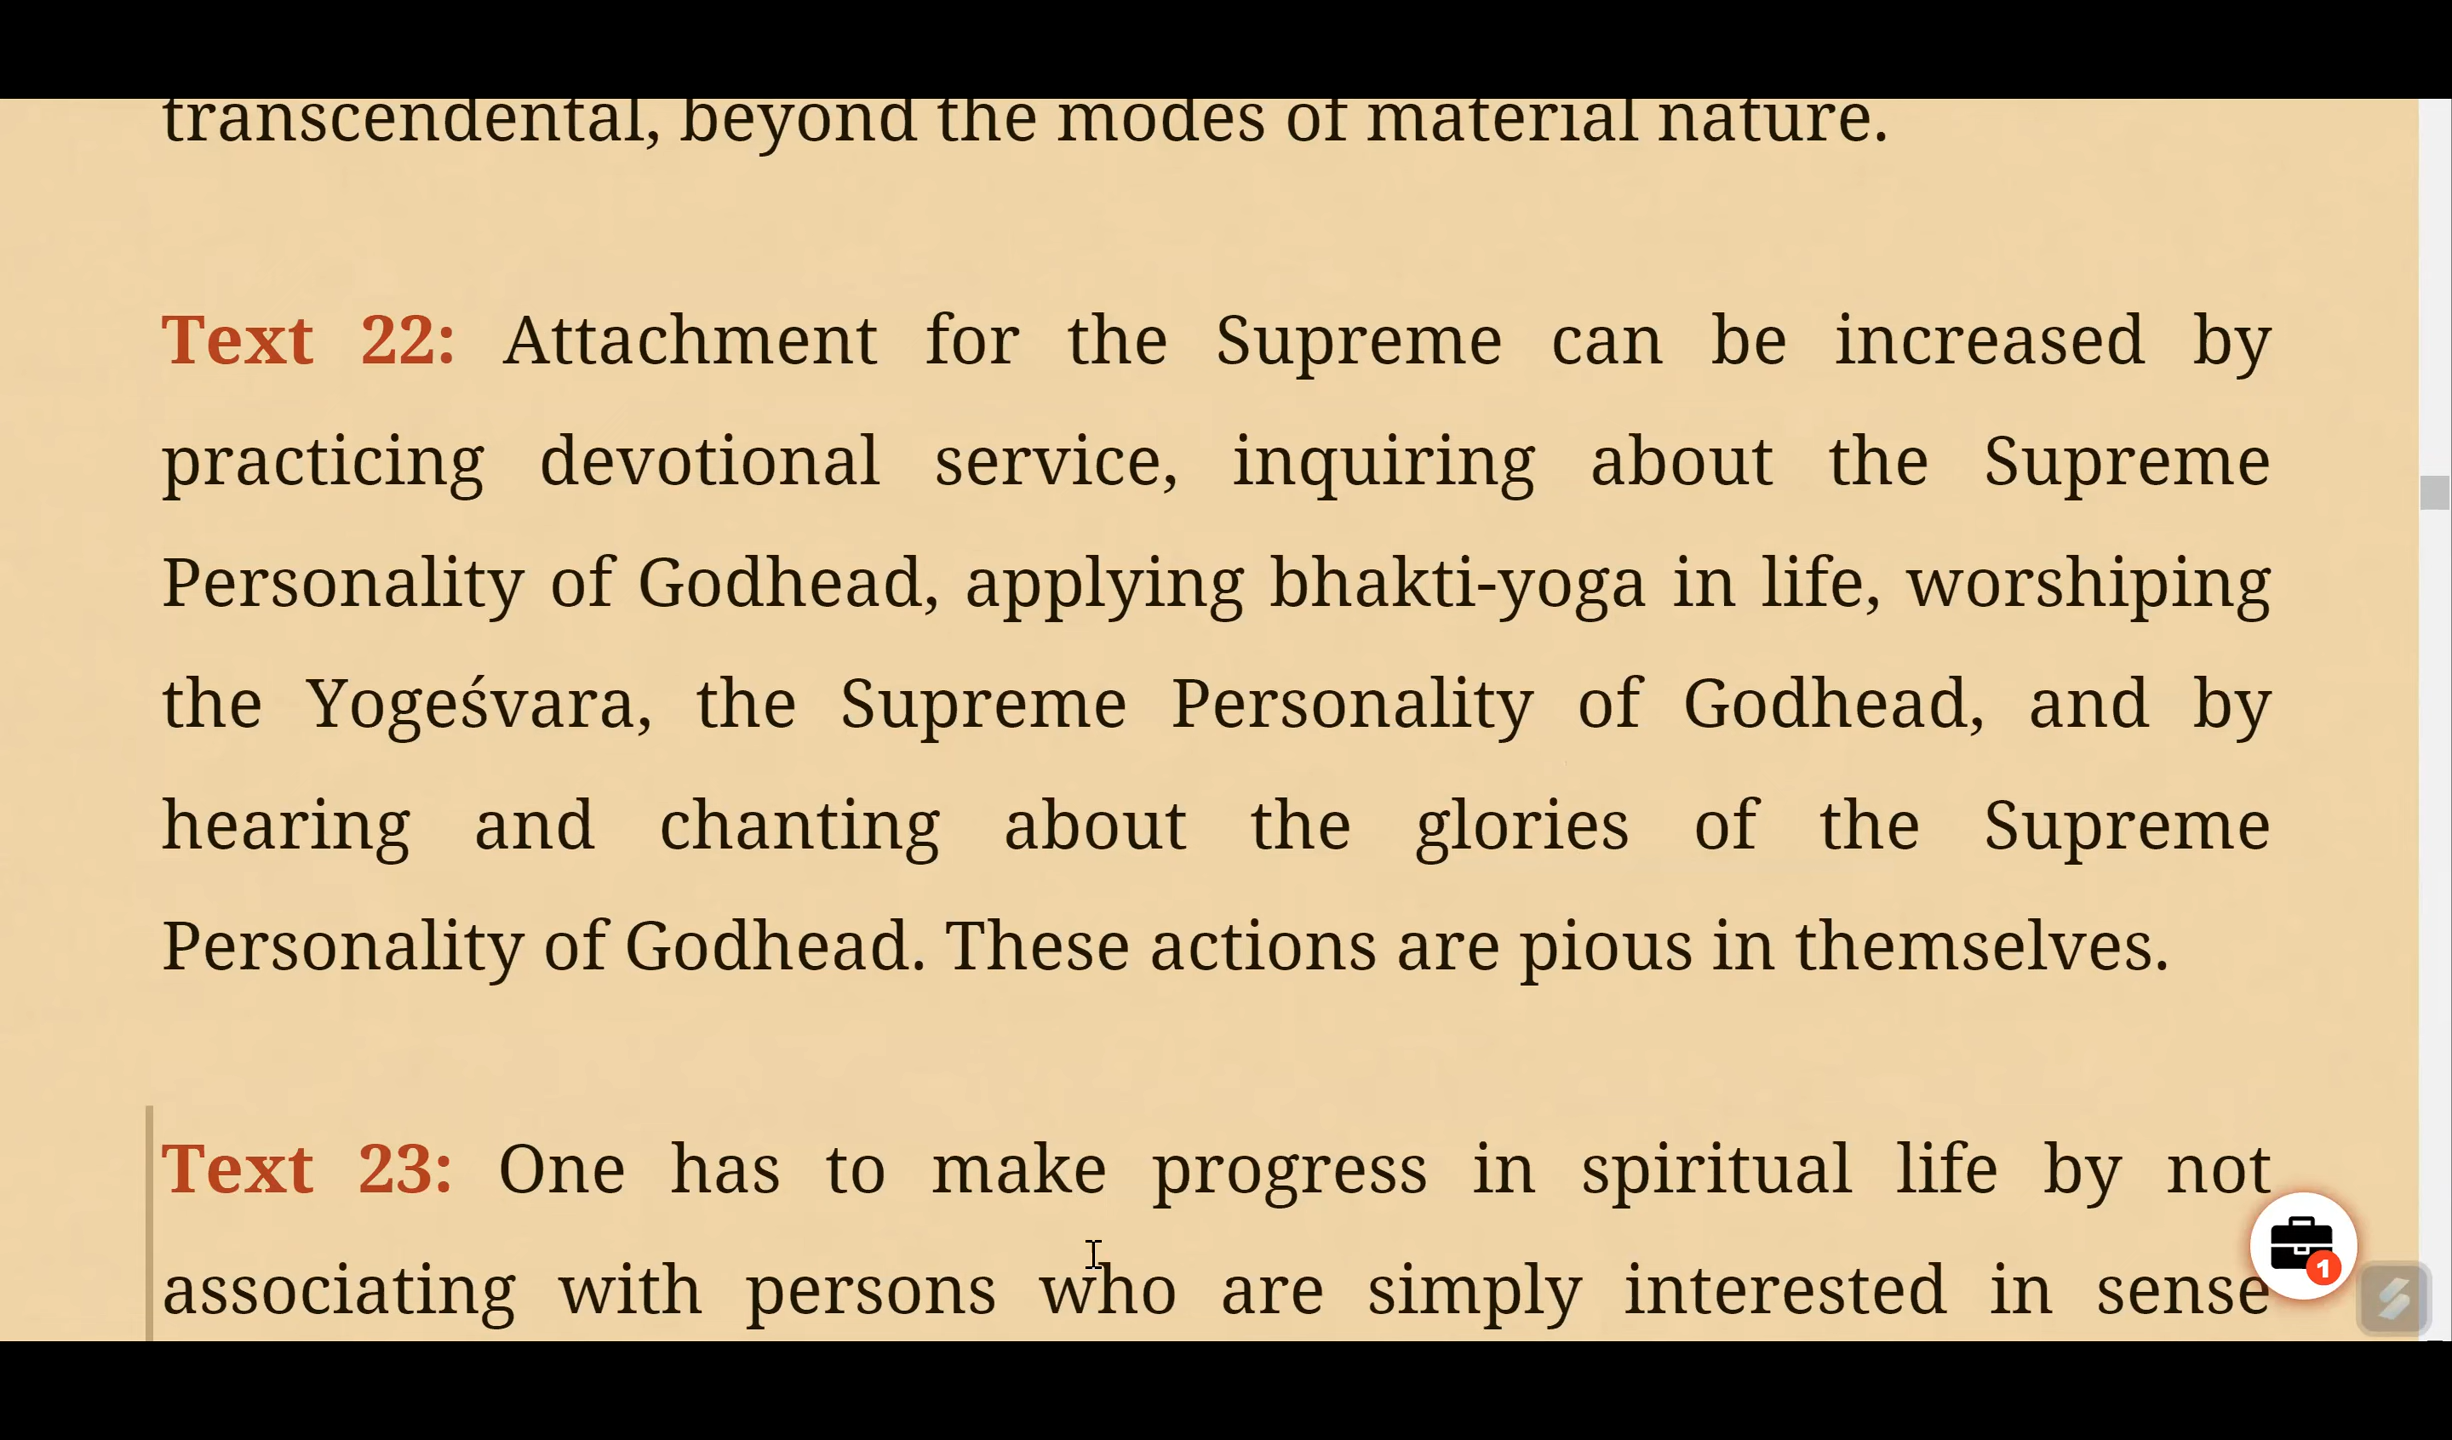 transcendental, beyond the modes of material nature.
Text 22: Attachment for the Supreme can be increased by
practicing devotional service, inquiring about the Supreme
Personality of Godhead, applying bhakti-yoga in life, worshiping
the Yogeśvara, the Supreme Personality of Godhead, and by
hearing and chanting about the glories of the Supreme
Personality of Godhead. These actions are pious in themselves.
Text 23: One has to make progress in spiritual life by not
associating with persons who are simply interested in sense
1